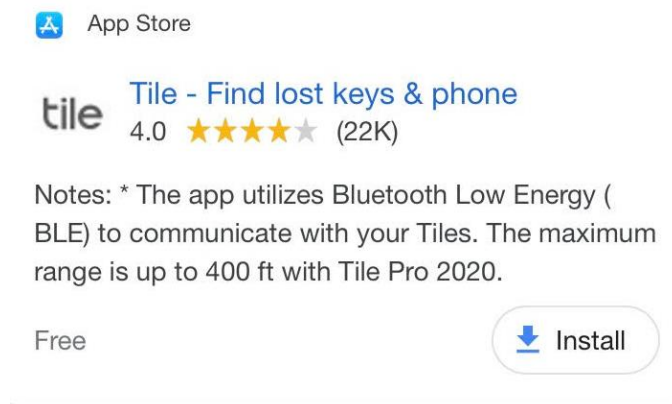 App Store
tile
Tile - Find lost keys & phone
4.0 ★★★★★ (22K)
Notes: * The app utilizes Bluetooth Low Energy (
BLE) to communicate with your Tiles. The maximum
range is up to 400 ft with Tile Pro 2020.
Free
Install